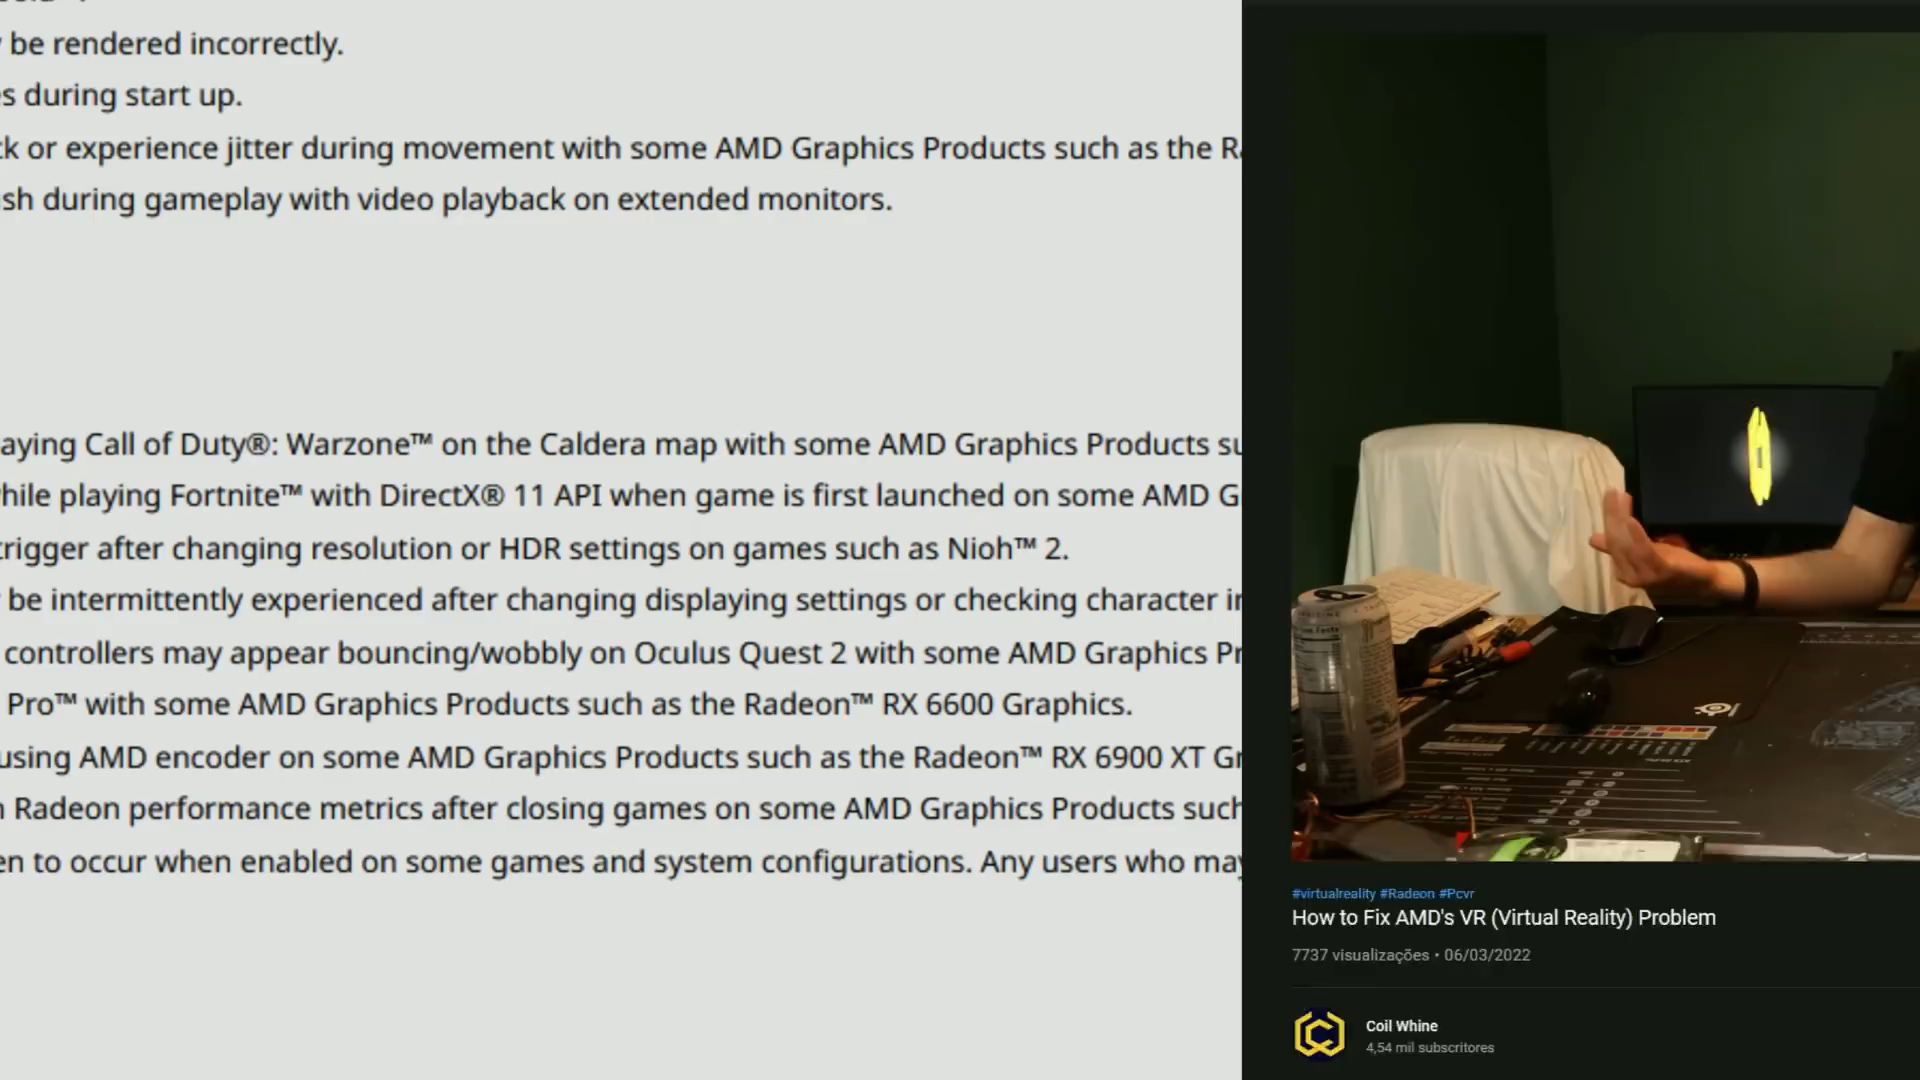 be rendered incorrectly.
s during start up.
ck or experience jitter during movement with some AMD Graphics Products such as the
sh during gameplay with video playback on extended monitors.
aying Call of Duty®: Warzone™ on the Caldera map with some AMD Graphics Products su
while playing Fortnite™ with DirectX® 11 API when game is first launched on some AMD G
trigger after changing resolution or HDR settings on games such as Nioh™ 2.
be intermittently experienced after changing displaying settings or checking character in
controllers may appear bouncing/wobbly on Oculus Quest 2 with some AMD Graphics Pr
Pro™ with some AMD Graphics Products such as the Radeon™ RX 6600 Graphics.
using AMD encoder on some AMD Graphics Products such as the Radeon™ RX 6900 XT Gr
Radeon performance metrics after closing games on some AMD Graphics Products such
en to occur when enabled on some games and system configurations. Any users who may
#virtualreality #Radeon #Pcvr
How to Fix AMD's VR (Virtual Reality) Problem
7737 visualizações • 06/03/2022
Coil Whine
4,54 mil subscritores